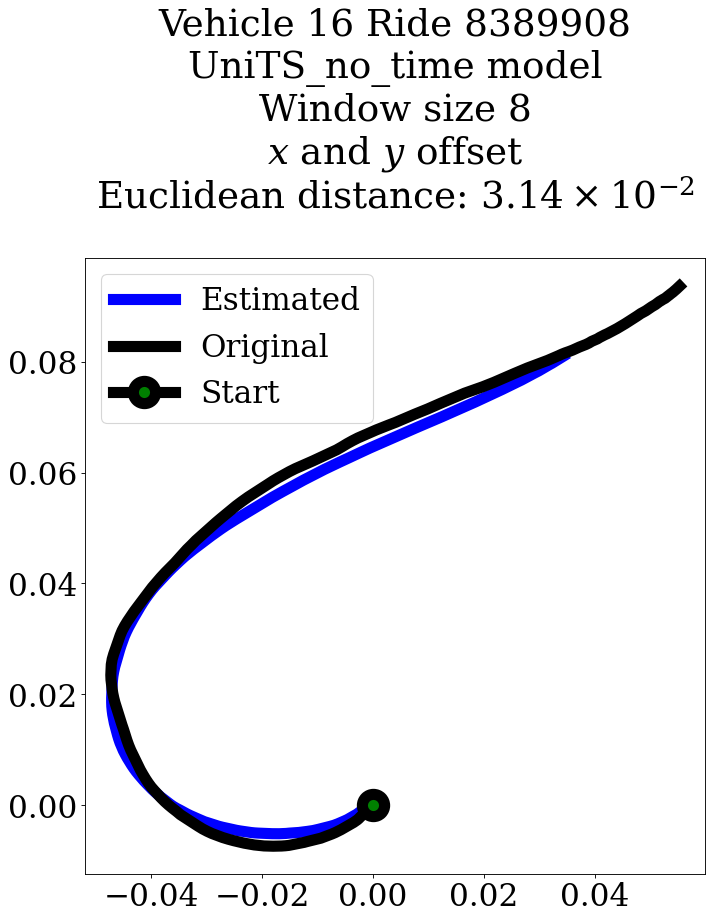 Vehicle 16 Ride 8389908
UniTS_no_time model
Window size 8
x and y offset
Euclidean distance: 3.14 × 10⁻²
Estimated
Original
Start
0.08
0.06
0.04
0.02
0.00
−0.04 −0.02 0.00 0.02 0.04